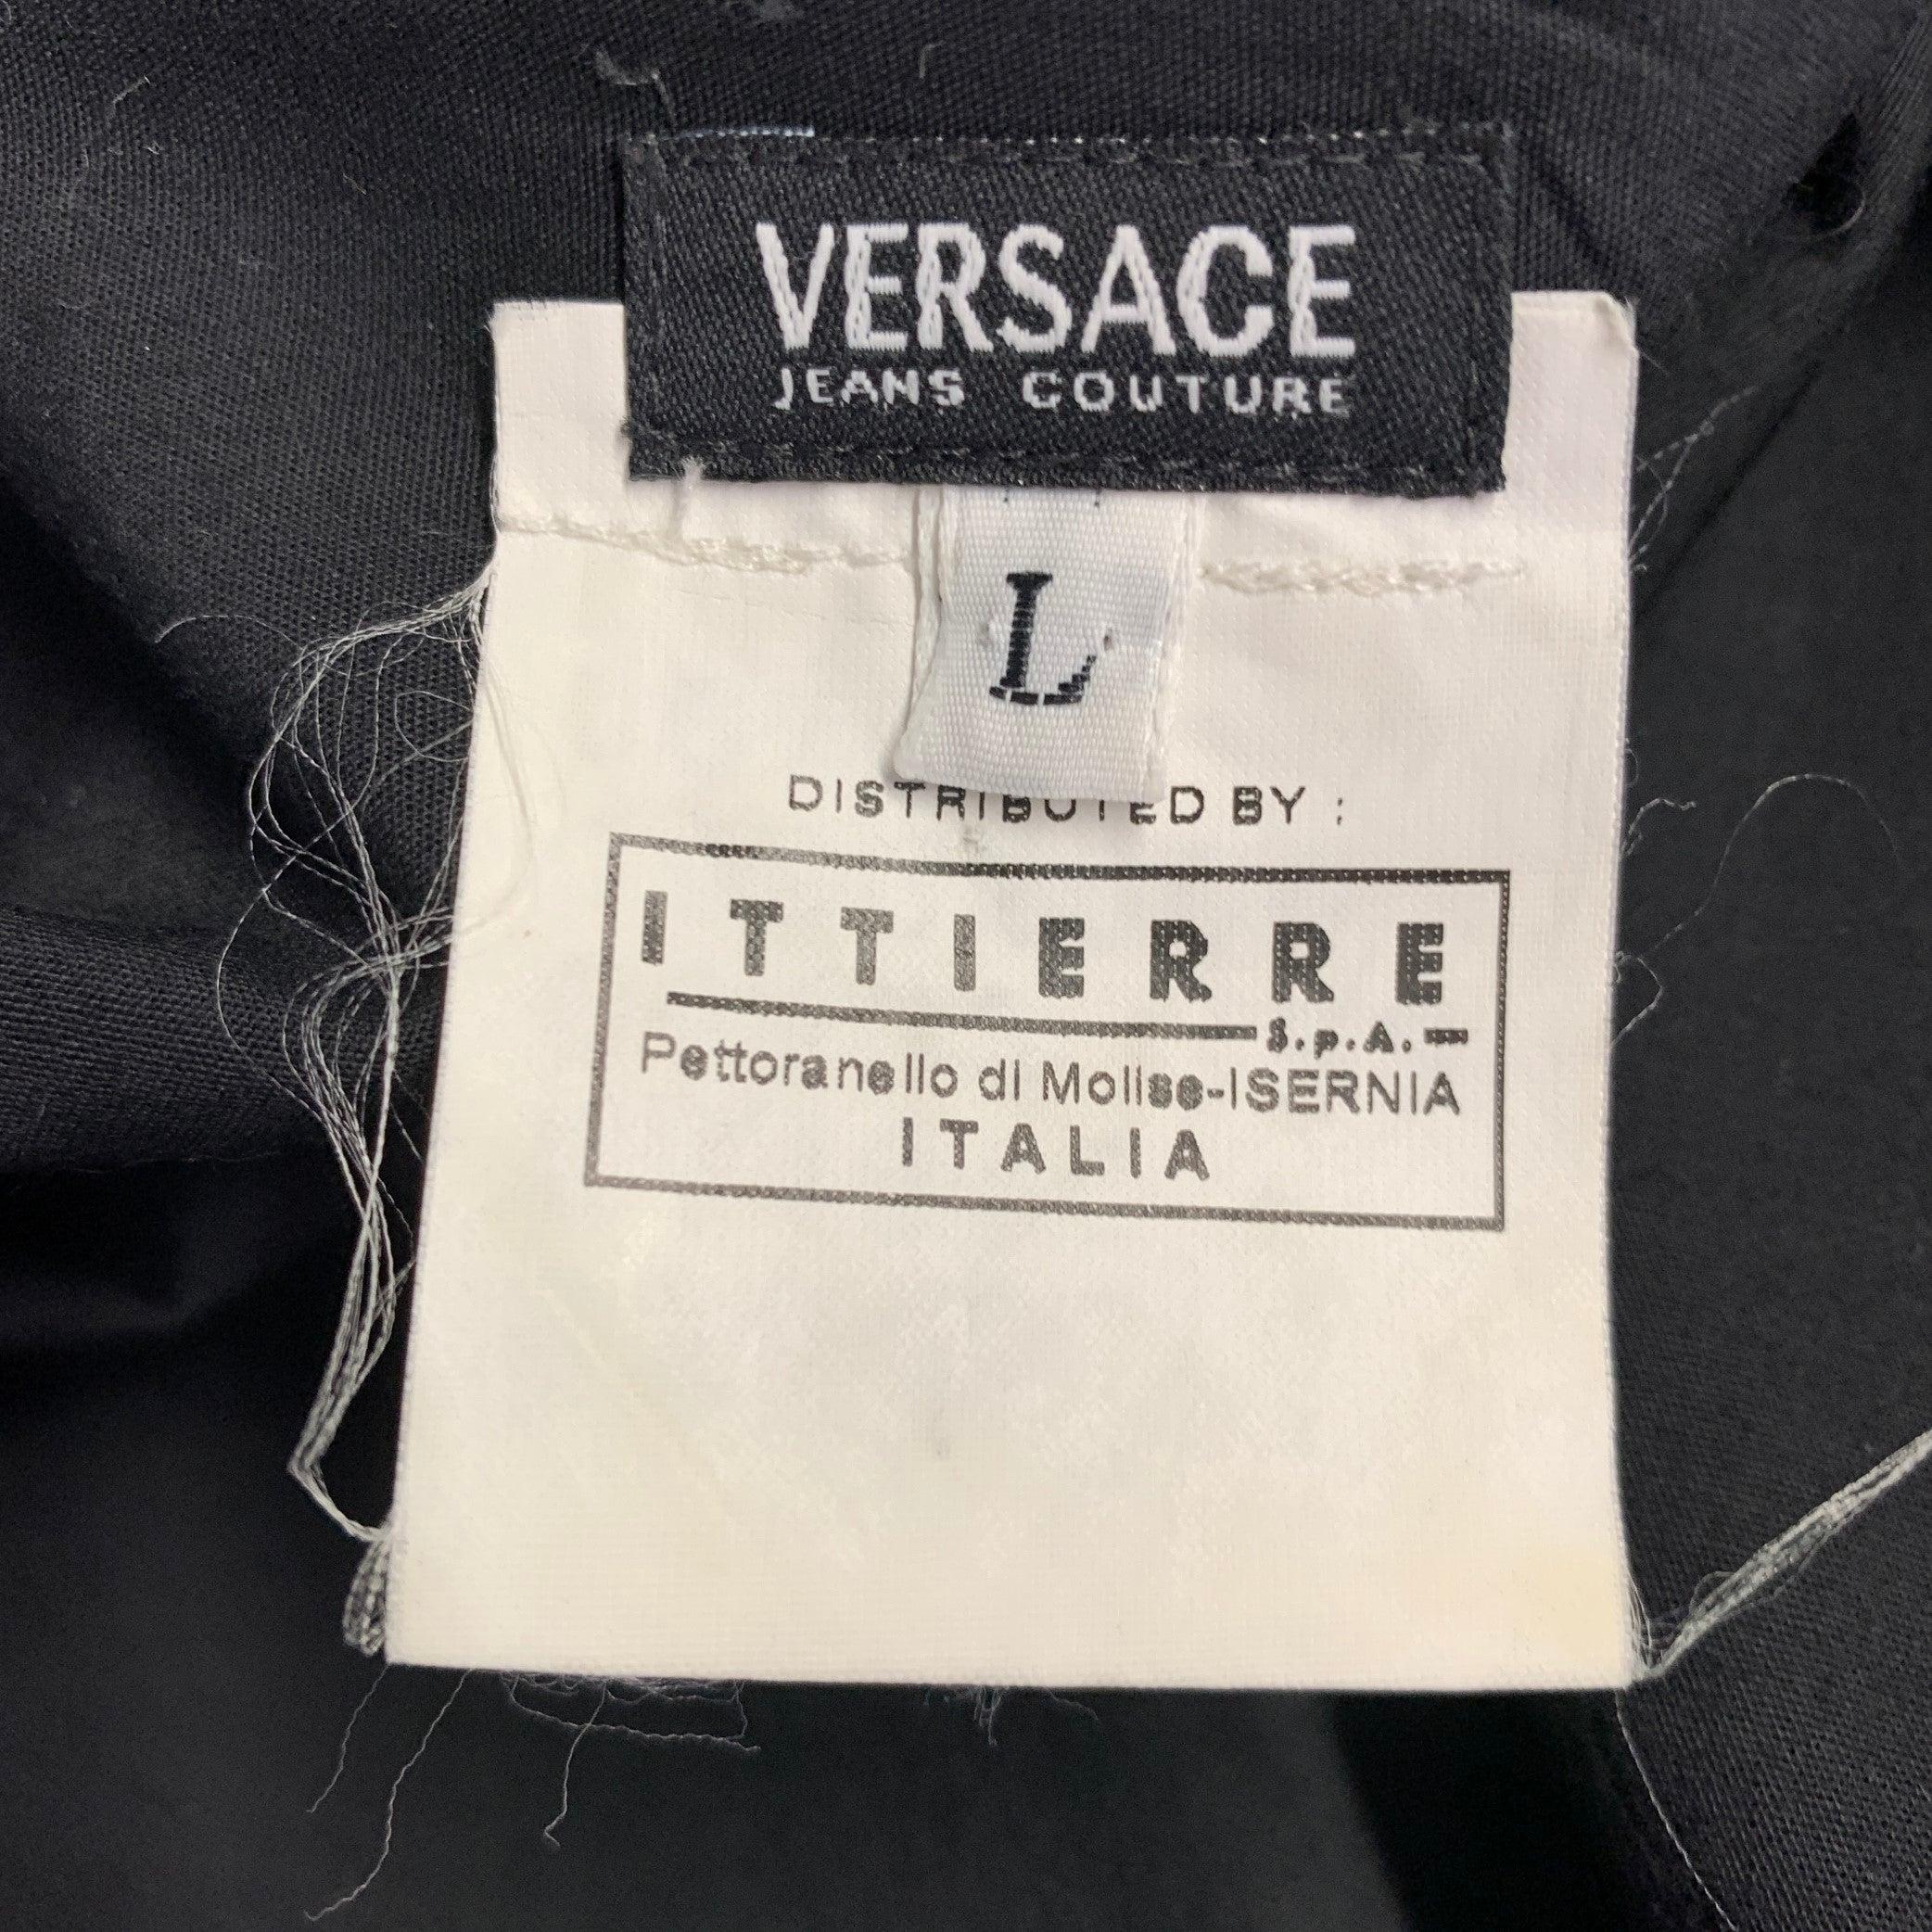 VERSACE
JEANS COUTURE
L
DISTRIBUTED BY :
ITTIERRE
S.p.A.
Pettoranello di Molise-ISERNIA
ITALIA